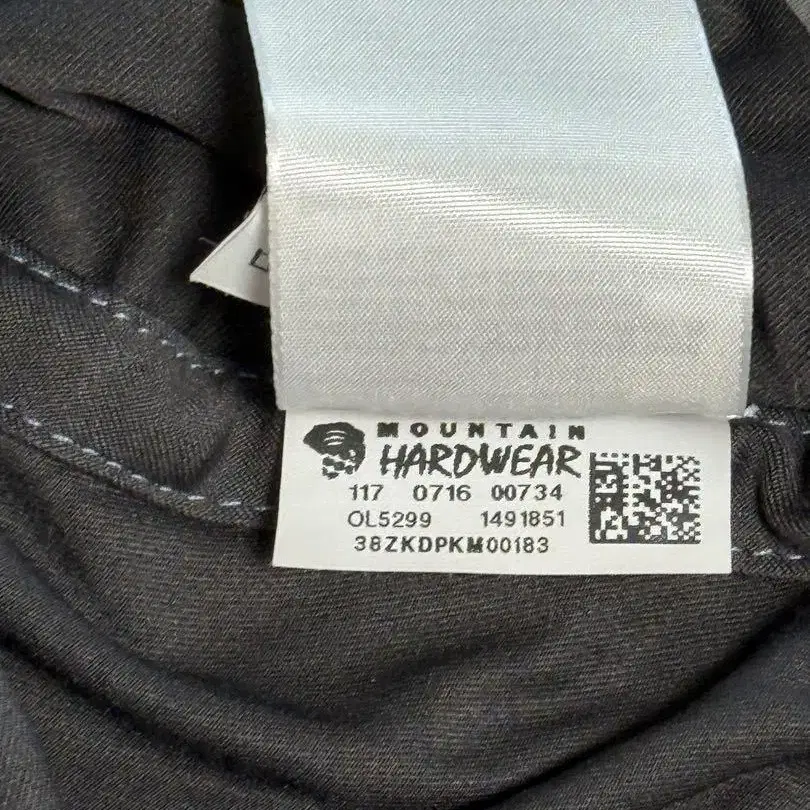 MOUNTAIN
HARDWEAR
117 0716 00734
OL5299 1491851
38ZKDPKM00183